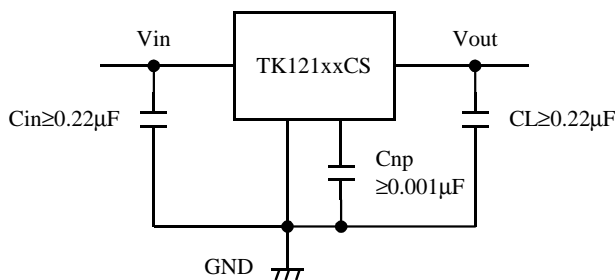 Vin
Vout
TK121xxCS
Cin≥0.22μF
CL≥0.22μF
Cnp
≥0.001μF
GND